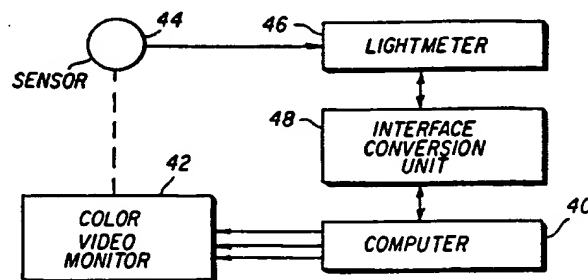 44
SENSOR
46
LIGHTMETER
48
INTERFACE
CONVERSION
UNIT
42
COLOR
VIDEO
MONITOR
40
COMPUTER